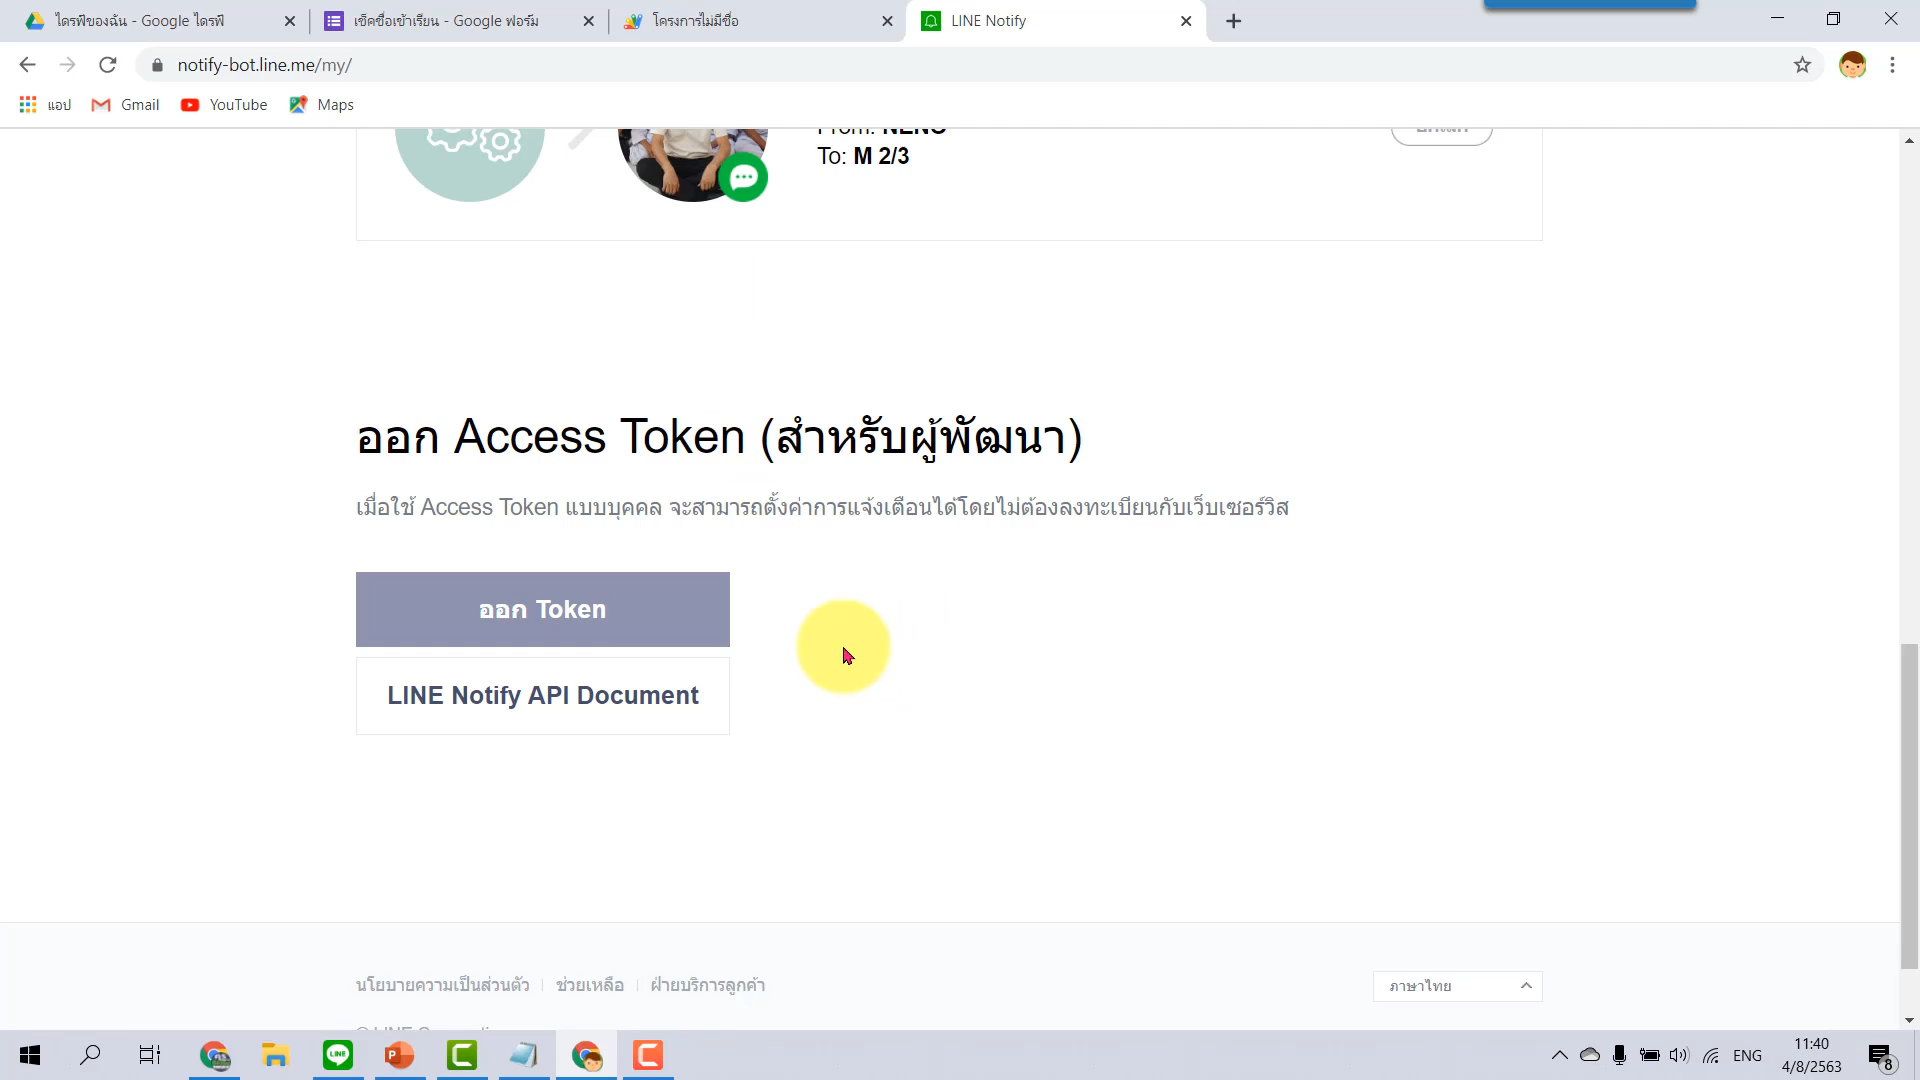 ไดรฟ์ของฉัน - Google ไดรฟ์
เช็คชื่อเข้าเรียน - Google ฟอร์ม
โครงการไม่มีชื่อ
LINE Notify
notify-bot.line.me/my/
แอป
Gmail
YouTube
Maps
From: NENO
To: M 2/3
ออก Access Token (สำหรับผู้พัฒนา)
เมื่อใช้ Access Token แบบบุคคล จะสามารถตั้งค่าการแจ้งเตือนได้โดยไม่ต้องลงทะเบียนกับเว็บเซอร์วิส
ออก Token
LINE Notify API Document
นโยบายความเป็นส่วนตัว
ช่วยเหลือ
ฝ่ายบริการลูกค้า
ภาษาไทย
LINE
ENG
11:40
4/8/2563
8